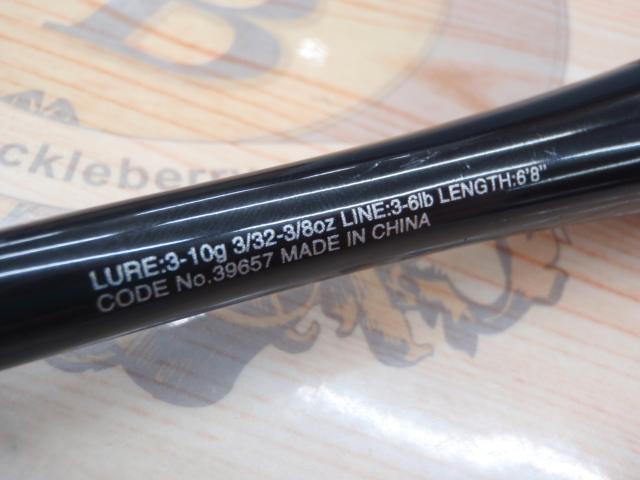 B
ckleberry
LURE:3-10g 3/32-3/8oz LINE:3-6lb LENGTH:6'8"
CODE No.39657 MADE IN CHINA